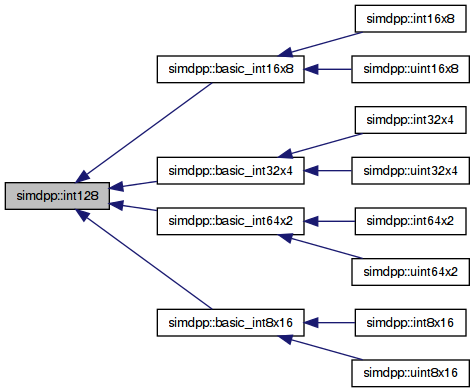 simdpp::int16x8
simdpp::basic_int16x8
simdpp::uint16x8
simdpp::int32x4
simdpp::basic_int32x4
simdpp::uint32x4
simdpp::int128
simdpp::basic_int64x2
simdpp::int64x2
simdpp::uint64x2
simdpp::basic_int8x16
simdpp::int8x16
simdpp::uint8x16